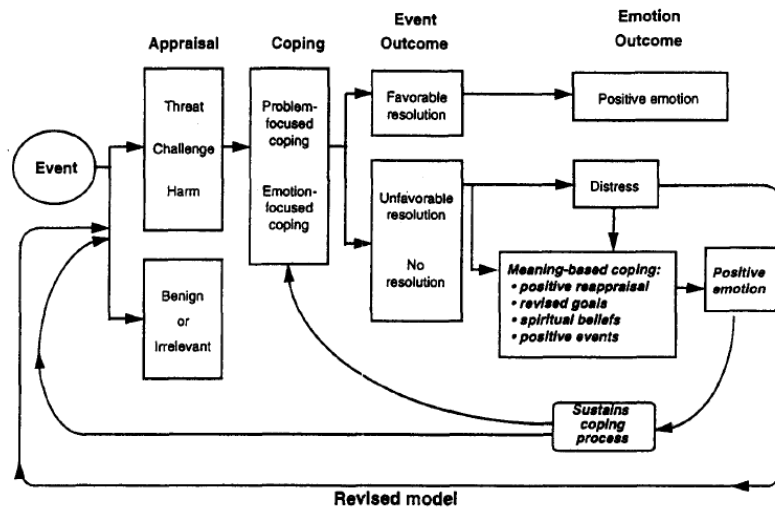 Appraisal
Coping
Event
Outcome
Emotion
Outcome
Event
Threat
Challenge
Harm
Benign
or
Irrelevant
Problem-
focused
coping
Emotion-
focused
coping
Favorable
resolution
Unfavorable
resolution
No
resolution
Positive emotion
Distress
Meaning-based coping:
• positive reappraisal
• revised goals
• spiritual beliefs
• positive events
Positive
emotion
Sustains
coping
process
Revised model